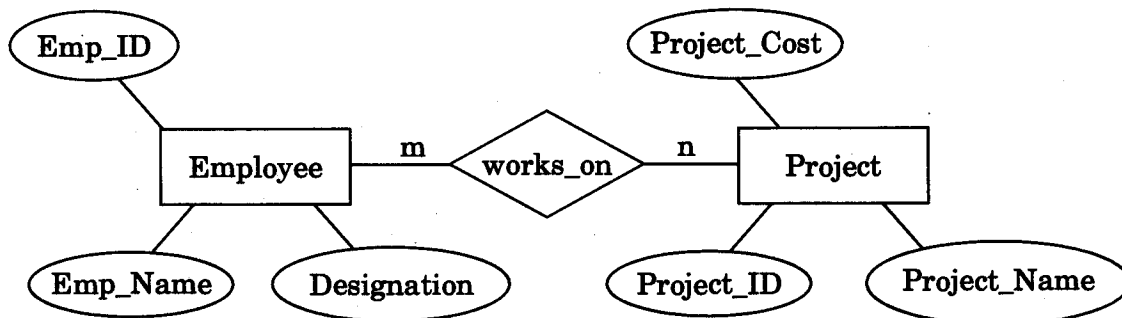 Emp_ID
Project_Cost
Employee
m
works_on
n
Project
Emp_Name
Designation
Project_ID
Project_Name